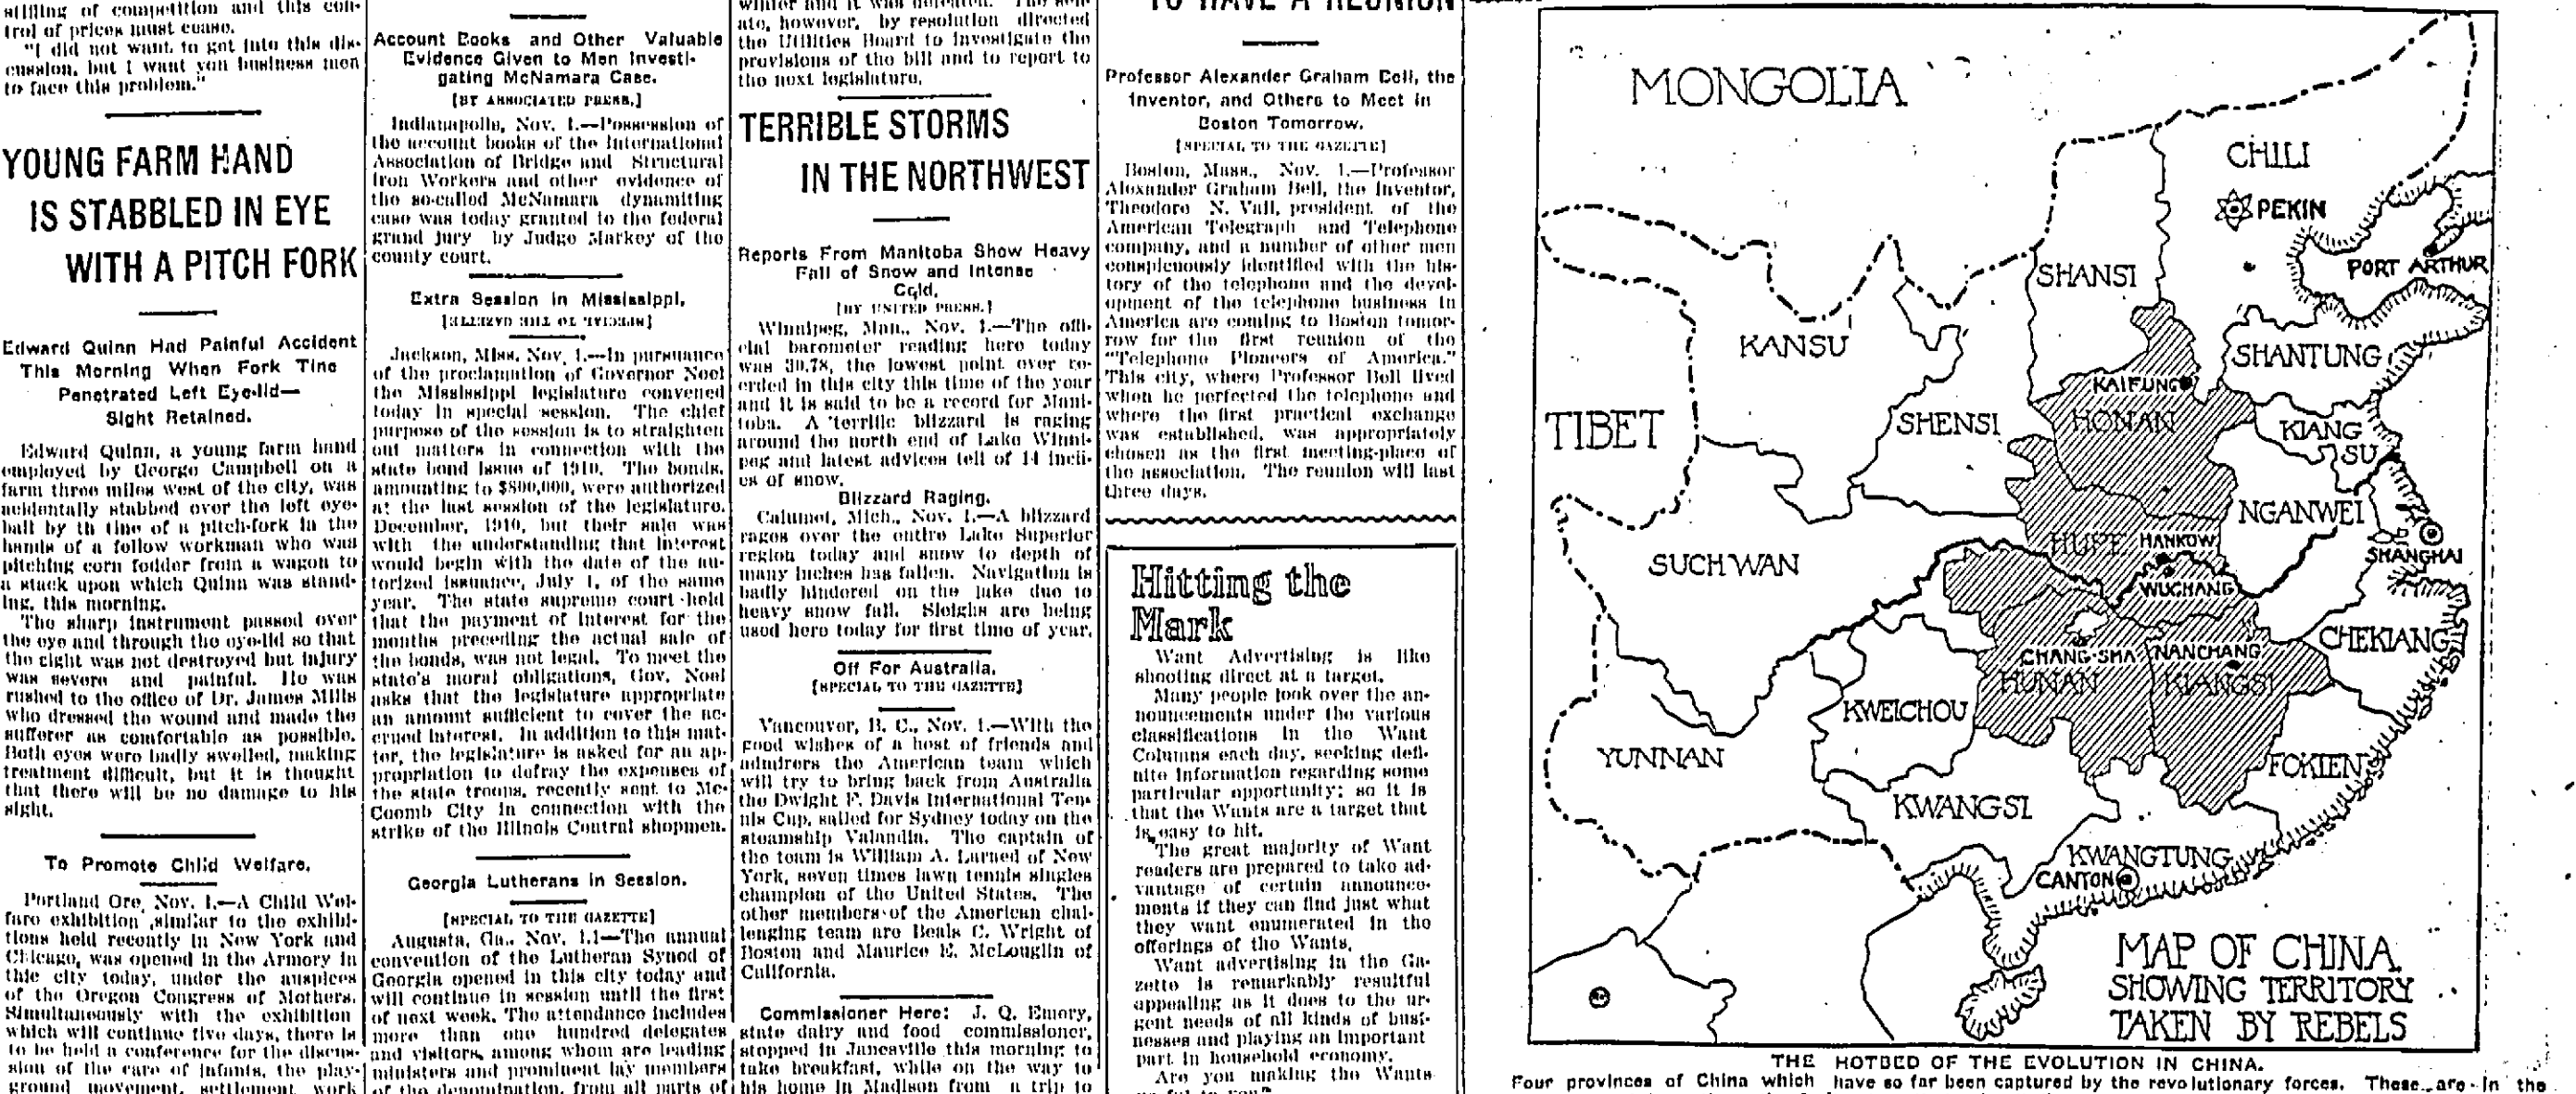 stifling of competition and this con-
trol of prices must cease.
"I did not want to get into this dis-
cussion, but I want you business men
to face this problem."
YOUNG FARM HAND
IS STABBLED IN EYE
WITH A PITCH FORK
Edward Quinn Had Painful Accident
This Morning When Fork Tine
Penetrated Left Eye-lid—
Sight Retained.
Edward Quinn, a young farm hand
employed by George Campbell on a
farm three miles west of the city, was
acidentally stabbed over the left eye-
ball by th tine of a pitch-fork in the
hands of a fellow workman who was
pitching corn fodder from a wagon to
a stack upon which Quinn was stand-
ing, this morning.
The sharp instrument passed over
the eye and through the eye-lid so that
the sight was not destroyed but injury
was severe and painful. He was
rushed to the office of Dr. James Mills
who dressed the wound and made the
sufferer as comfortable as possible.
Both eyes were badly swelled, making
treatment difficult, but it is thought
that there will be no damage to his
sight.
To Promote Child Welfare.
Portland Ore, Nov. 1.—A Child Wel-
fare exhibition ,similar to the exhibi-
tions held recently in New York and
Chicago, was opened in the Armory in
this city today, under the auspices
of the Oregon Congress of Mothers.
Simultaneously with the exhibition
which will continue five days, there is
to be held a conference for the discus-
sion of the care of infants, the play-
ground movement, settlement work
Account Books and Other Valuable
Evidence Given to Men Investi-
gating McNamara Case.
[BY ASSOCIATED PRESS.]
Indianapolis, Nov. 1.—Possession of
the account books of the International
Association of Bridge and Structural
Iron Workers and other evidence of
the so-called McNamara dynamiting
case was today granted to the federal
grand jury by Judge Markey of the
county court.
Extra Session in Mississippi.
[SPECIAL TO THE GAZETTE]
Jackson, Miss. Nov. 1.—In pursuance
of the proclamption of Governor Noel
the Mississippi legislature convened
today in special session. The chief
purpose of the session is to straighten
out matters in connection with the
state bond issue of 1910. The bonds,
amounting to $800,000, were authorized
at the last session of the legislature,
December, 1910, but their sale was
with the understanding that interest
would begin with the date of the au-
torized issuance, July 1, of the same
year. The state supreme court held
that the payment of interest for the
months preceding the actual sale of
the bonds, was not legal. To meet the
state's moral obligations, Gov. Noel
asks that the legislature appropriate
an amount sufficient to cover the ac-
crued interest. In addition to this mat-
ter, the legislature is asked for an ap-
propriation to defray the expenses of
the state troops, recently sent to Mc-
Coomb City in connection with the
strike of the Illinois Central shopmen.
Georgia Lutherans in Session.
[SPECIAL TO THE GAZETTE]
Augusta, Ga., Nov. 1.1—The annual
convention of the Lutheran Synod of
Georgia opened in this city today and
will continue in session until the first
of next week. The attendance includes
more than one hundred delegates
and visitors, among whom are leading
ministers and prominent lay members
of the denomination, from all parts of
winter and it was defeated. The sen-
ate, however, by resolution directed
the Utilities Board to investigate the
provisions of the bill and to report to
the next legislature.
TERRIBLE STORMS
IN THE NORTHWEST
Reports From Manitoba Show Heavy
Fall of Snow and Intense
Cold.
[BY UNITED PRESS.]
Winnipeg, Man., Nov. 1.—The offi-
cial barometer reading here today
was 30.78, the lowest point ever re-
corded in this city this time of the year
and it is said to be a record for Mani-
toba. A terrific blizzard is raging
around the north end of Lake Winni-
peg and latest advices tell of 14 inch-
es of snow.
Blizzard Raging.
Calumet, Mich., Nov. 1.—A blizzard
rages over the entire Lake Superior
region today and snow to depth of
many inches has fallen. Navigation is
badly hindered on the lake due to
heavy snow fall. Sleighs are being
used here today for first time of year.
Off For Australia.
[SPECIAL TO THE GAZETTE]
Vancouver, B. C., Nov. 1.—With the
good wishes of a host of friends and
admirers the American team which
will try to bring back from Australia
the Dwight F. Davis International Ten-
nis Cup, sailed for Sydney today on the
steamship Valandia. The captain of
the team is William A. Larned of New
York, seven times lawn tennis singles
champion of the United States. The
other members of the American chal-
lenging team are Beals C. Wright of
Boston and Maurice E. McLoughlin of
California.
Commissioner Here: J. Q. Emery,
state dairy and food commissioner,
stopped in Janesville this morning to
take breakfast, while on the way to
his home in Madison from a trip to
TO HAVE A REUNION
Professor Alexander Graham Bell, the
Inventor, and Others to Meet in
Boston Tomorrow.
[SPECIAL TO THE GAZETTE]
Boston, Mass., Nov. 1.—Professor
Alexander Graham Bell, the inventor,
Theodore N. Vail, president of the
American Telegraph and Telephone
company, and a number of other men
conspicuously identified with the his-
tory of the telephone and the devel-
opment of the telephone business in
America are coming to Boston tomor-
row for the first reunion of the
"Telephone Pioneers of America."
This city, where Professor Bell lived
when he perfected the telephone and
where the first practical exchange
was established, was appropriately
chosen as the first meeting-place of
the association. The reunion will last
three days.
Hitting the
Mark
Want Advertising is like
shooting direct at a target.
Many people look over the an-
nouncements under the various
classifications in the Want
Columns each day, seeking defi-
nite information regarding some
particular opportunity; so it is
that the Wants are a target that
is easy to hit.
The great majority of Want
readers are prepared to take ad-
vantage of certain announce-
ments if they can find just what
they want enumerated in the
offerings of the Wants.
Want advertising in the Ga-
zette is remarkably resultful
appealing as it does to the ur-
gent needs of all kinds of busi-
nesses and playing an important
part in household economy.
Are you making the Wants
MONGOLIA
CHILI
PEKIN
PORT ARTHUR
SHANSI
KANSU
SHANTUNG
KAIFUNG
HONAN
TIBET
SHENSI
KIANG
SU
NGANWEI
HUPE
HANKOW
SHANGHAI
SUCHWAN
WUCHANG
CHEKIANG
CHANG-SHA
NANCHANG
HUNAN
KIANGSI
KWEICHOU
YUNNAN
FOKIEN
KWANGSI
KWANGTUNG
CANTON
MAP OF CHINA
SHOWING TERRITORY
TAKEN BY REBELS
THE HOTBED OF THE EVOLUTION IN CHINA.
Four provinces of China which have so far been captured by the revolutionary forces. These are in the